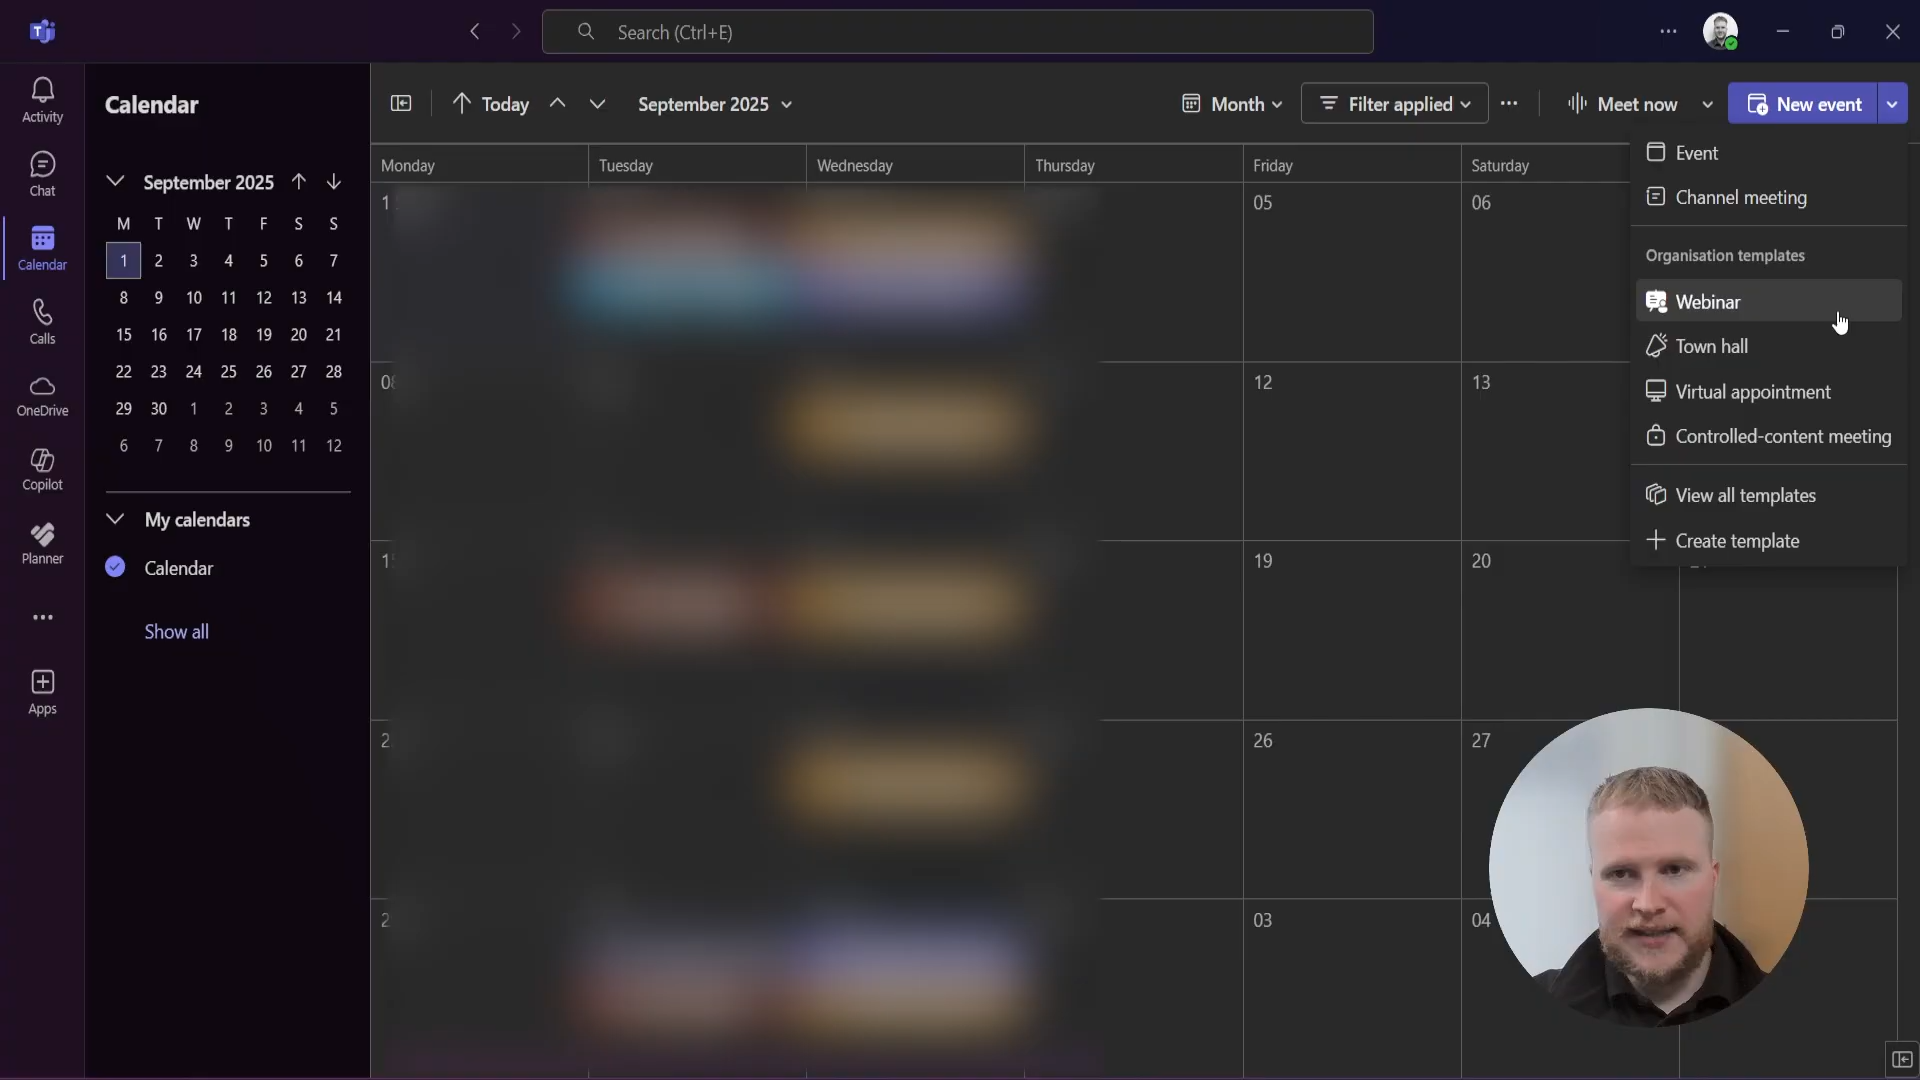 Search (Ctrl+E)
Activity
Chat
Calendar
Calls
OneDrive
Copilot
Planner
Apps
Calendar
September 2025
M T W T F S S
1 2 3 4 5 6 7
8 9 10 11 12 13 14
15 16 17 18 19 20 21
22 23 24 25 26 27 28
29 30 1 2 3 4 5
6 7 8 9 10 11 12
My calendars
Calendar
Show all
Today
September 2025
Month
Filter applied
Meet now
New event
Monday Tuesday Wednesday Thursday Friday Saturday
05 06
12 13
19 20
26 27
03 04
Event
Channel meeting
Organisation templates
Webinar
Town hall
Virtual appointment
Controlled-content meeting
View all templates
Create template